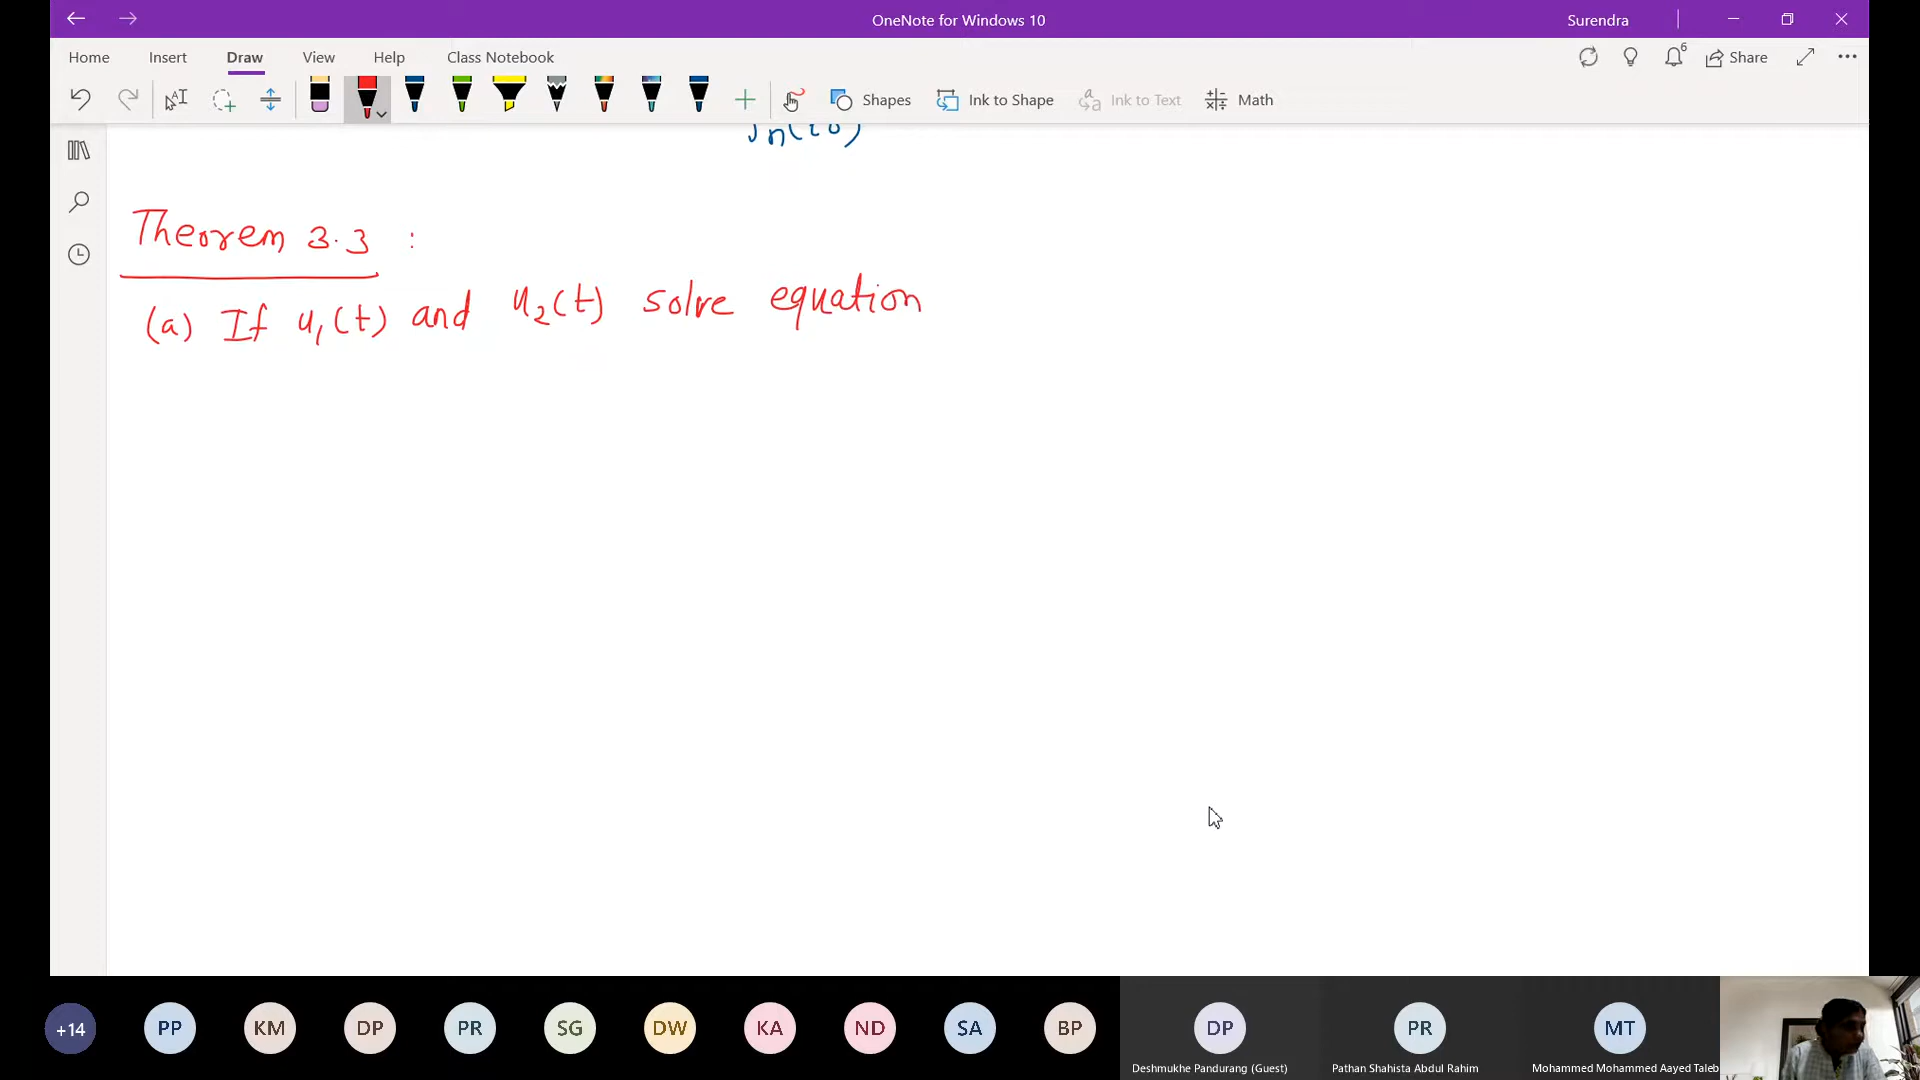 OneNote for Windows 10
Surendra
Home Insert Draw View Help Class Notebook
6
Share
Shapes Ink to Shape Ink to Text Math
Theorem 3.3 :
(a) If u₁(t) and u₂(t) solve equation
+14 PP KM DP PR SG DW KA ND SA BP DP PR MT
Deshmukhe Pandurang (Guest) Pathan Shahista Abdul Rahim Mohammed Mohammed Aayed Taleb